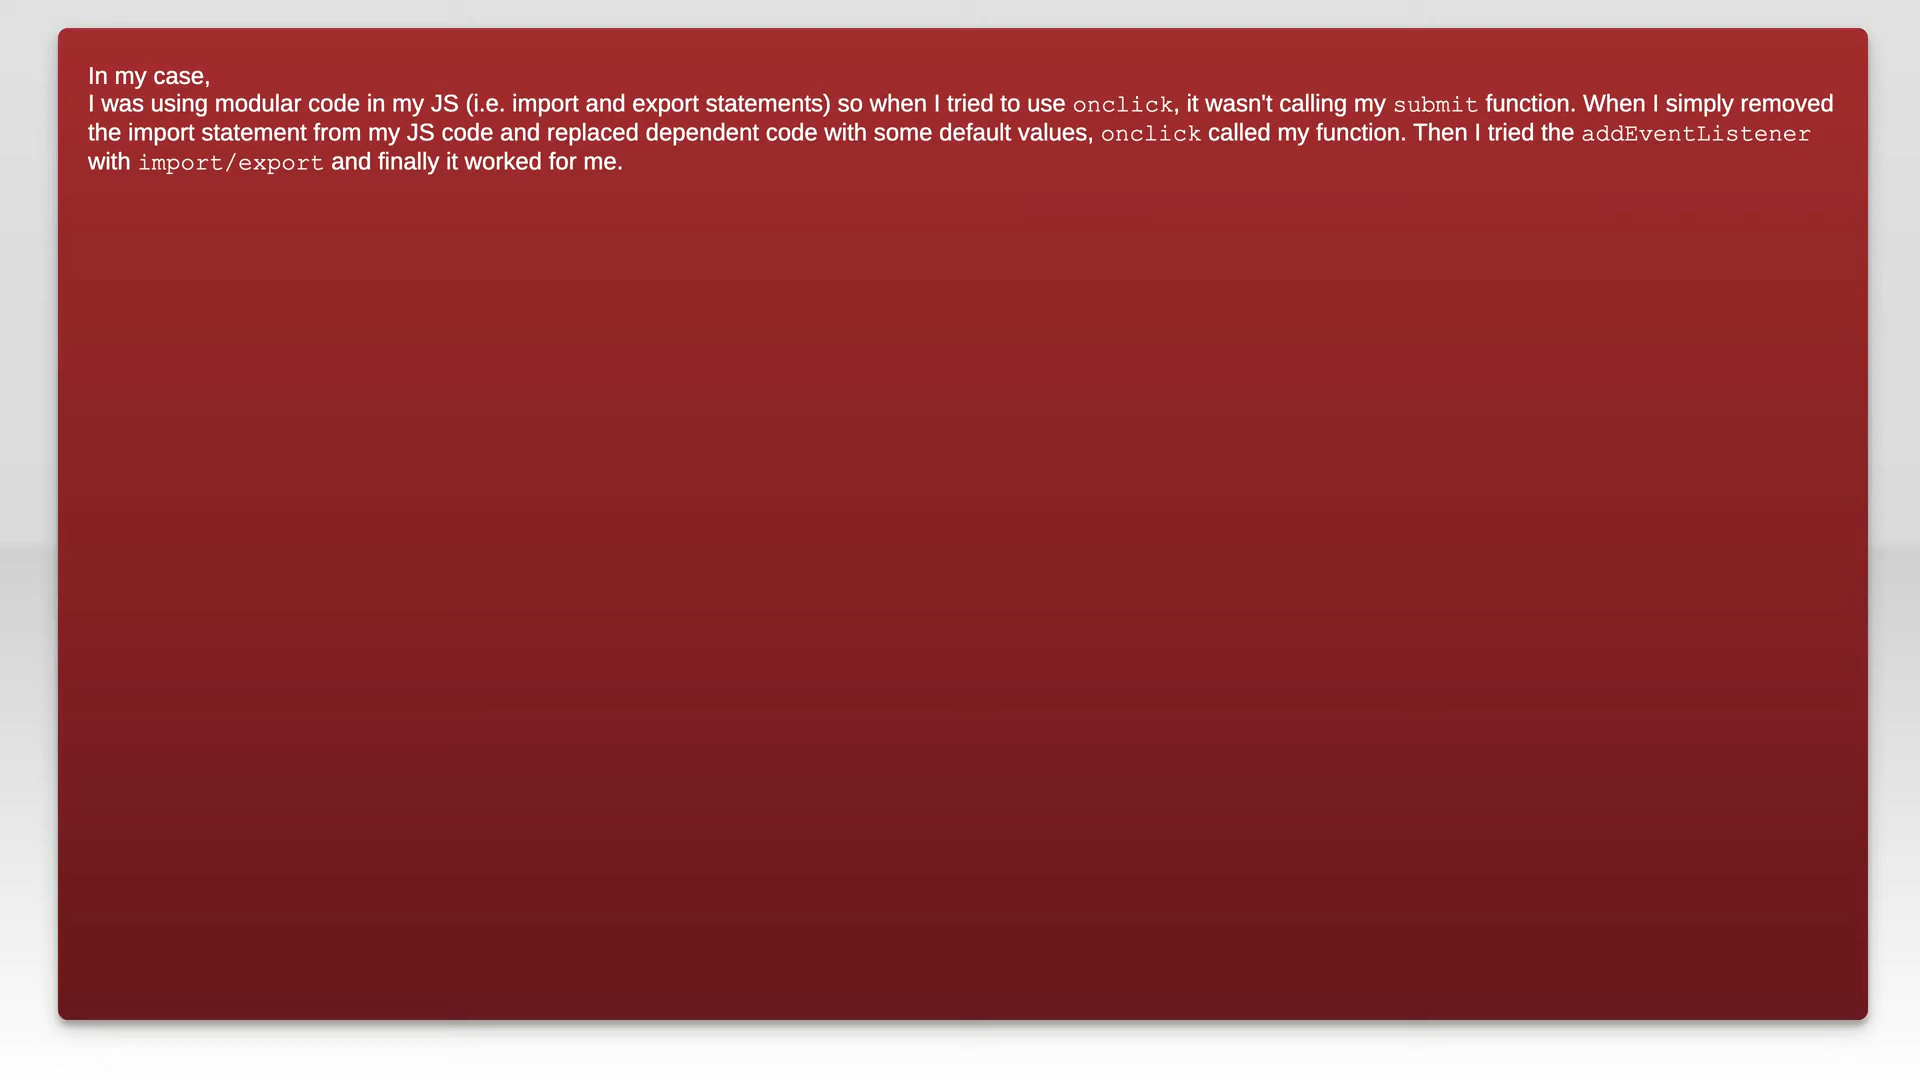 In my case,
I was using modular code in my JS (i.e. import and export statements) so when I tried to use onclick, it wasn't calling my submit function. When I simply removed
the import statement from my JS code and replaced dependent code with some default values, onclick called my function. Then I tried the addEventListener
with import/export and finally it worked for me.